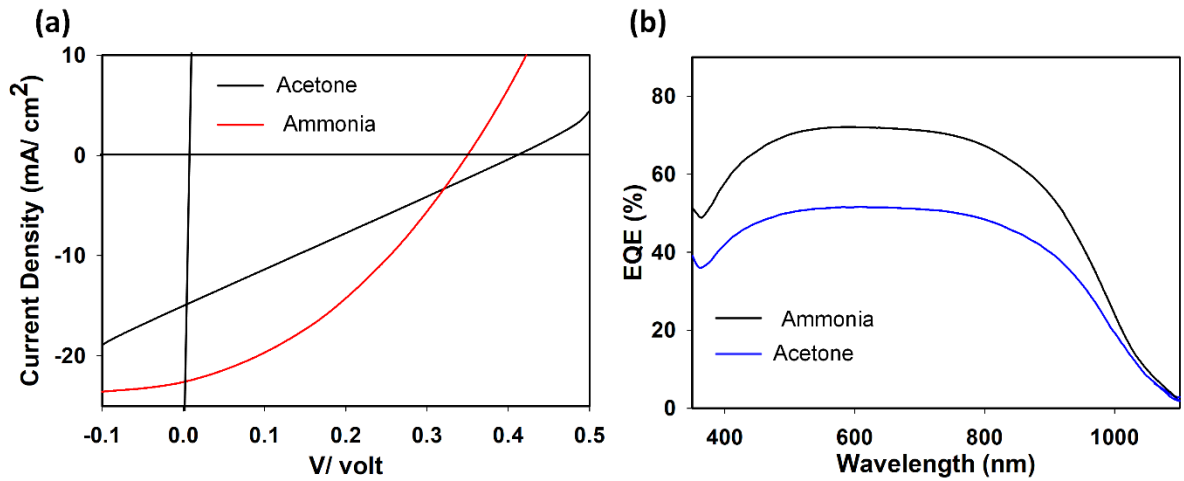 (a)
10
0
-10
-20
-0.1 0.0 0.1 0.2 0.3 0.4 0.5
Current Density (mA/ cm2)
V/ volt
Acetone
Ammonia
(b)
80
60
40
20
0
400 600 800 1000
EQE (%)
Wavelength (nm)
Ammonia
Acetone